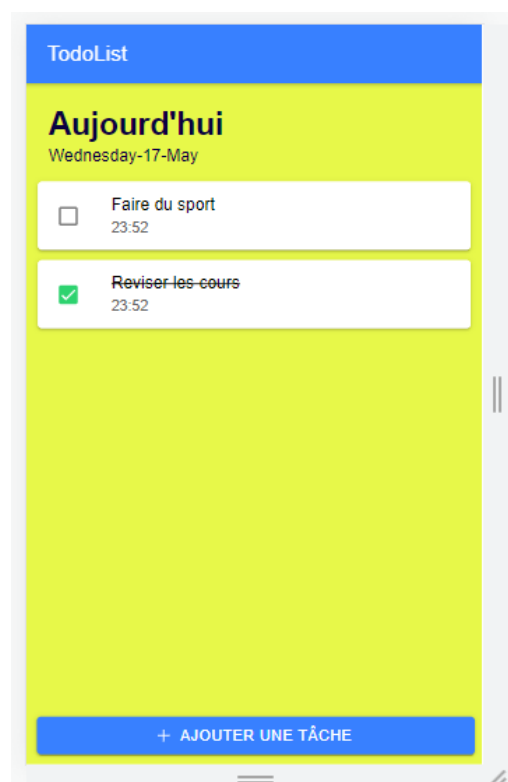 TodoList
Aujourd'hui
Wednesday-17-May
Faire du sport
23:52
Reviser les cours
23:52
+ AJOUTER UNE TÂCHE